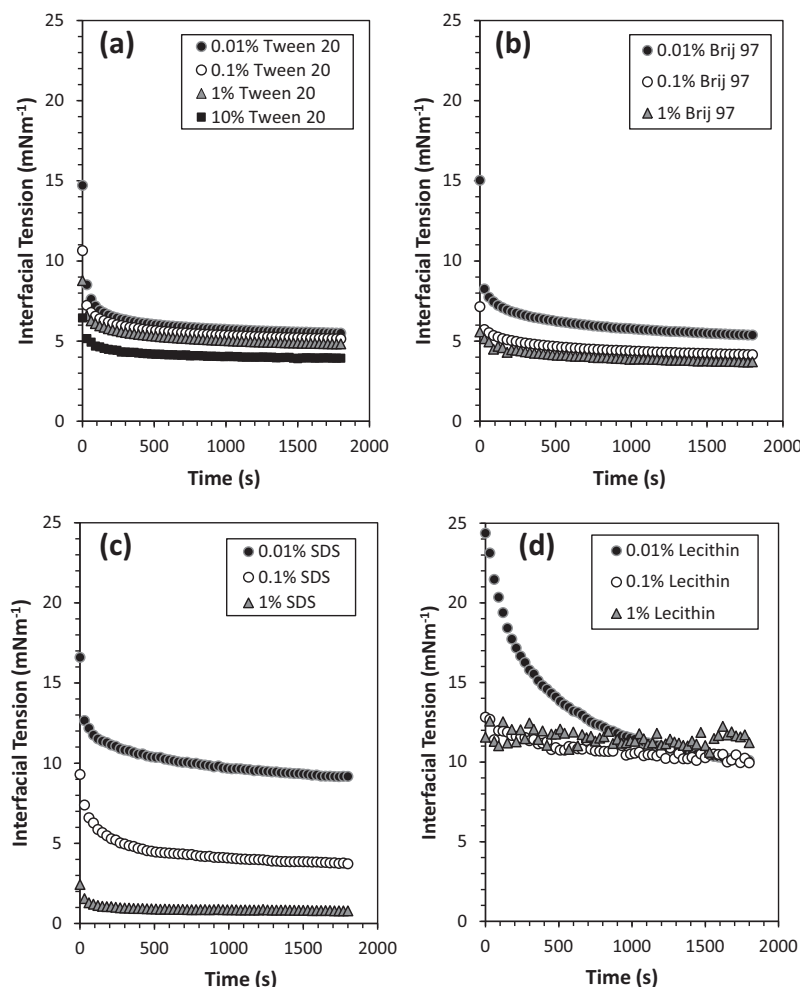 (a)
0.01% Tween 20
0.1% Tween 20
1% Tween 20
10% Tween 20
25
20
15
10
5
0
0 500 1000 1500 2000
Interfacial Tension (mNm-1)
Time (s)
(b)
0.01% Brij 97
0.1% Brij 97
1% Brij 97
25
20
15
10
5
0
0 500 1000 1500 2000
Interfacial Tension (mNm-1)
Time (s)
(c)
0.01% SDS
0.1% SDS
1% SDS
25
20
15
10
5
0
0 500 1000 1500 2000
Interfacial Tension (mNm-1)
Time (s)
(d)
0.01% Lecithin
0.1% Lecithin
1% Lecithin
25
20
15
10
5
0
0 500 1000 1500 2000
Interfacial Tension (mNm-1)
Time (s)